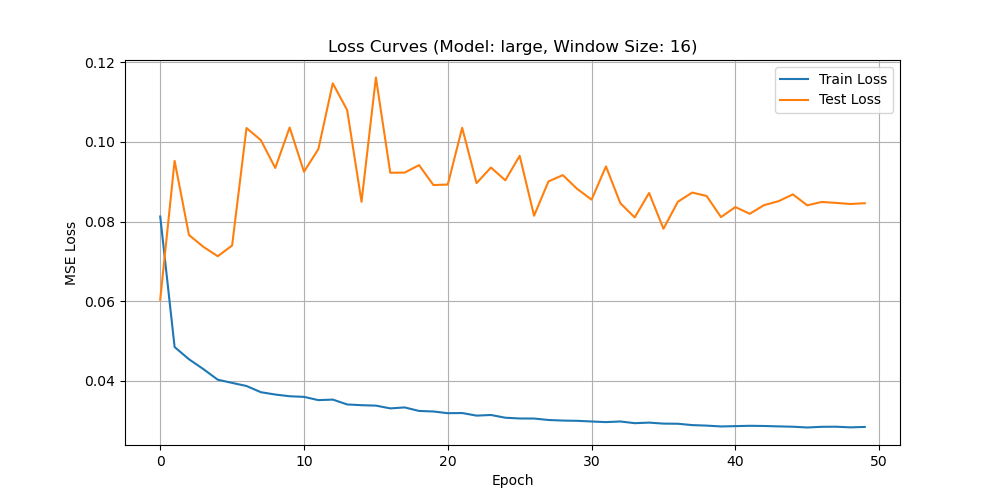 Loss Curves (Model: large, Window Size: 16)
Train Loss
Test Loss
MSE Loss
0.12
0.10
0.08
0.06
0.04
0 10 20 30 40 50
Epoch